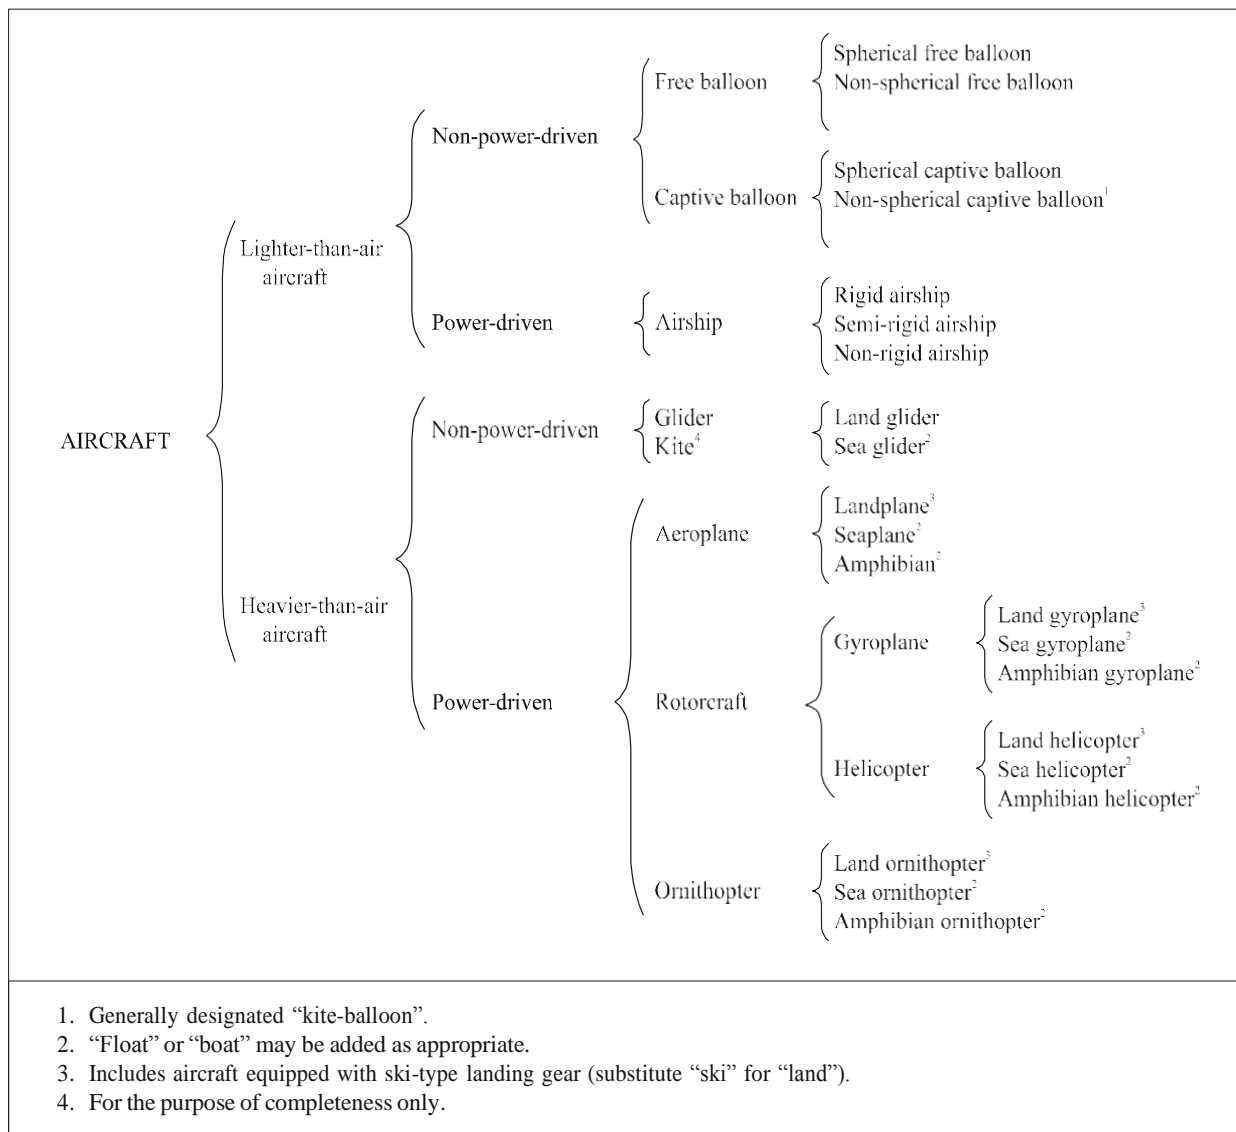 Spherical free balloon
Free balloon
Non-spherical free balloon
Non-power-driven
Spherical captive balloon
Captive balloon
Non-spherical captive balloon¹
Lighter-than-air
aircraft
Rigid airship
Power-driven
Airship
Semi-rigid airship
Non-rigid airship
AIRCRAFT
Non-power-driven
Glider
Kite⁴
Land glider
Sea glider²
Landplane³
Aeroplane
Seaplane²
Amphibian²
Heavier-than-air
aircraft
Land gyroplane³
Gyroplane
Sea gyroplane²
Amphibian gyroplane²
Power-driven
Rotorcraft
Land helicopter³
Helicopter
Sea helicopter²
Amphibian helicopter²
Land ornithopter³
Ornithopter
Sea ornithopter²
Amphibian ornithopter²
1. Generally designated “kite-balloon”.
2. “Float” or “boat” may be added as appropriate.
3. Includes aircraft equipped with ski-type landing gear (substitute “ski” for “land”).
4. For the purpose of completeness only.